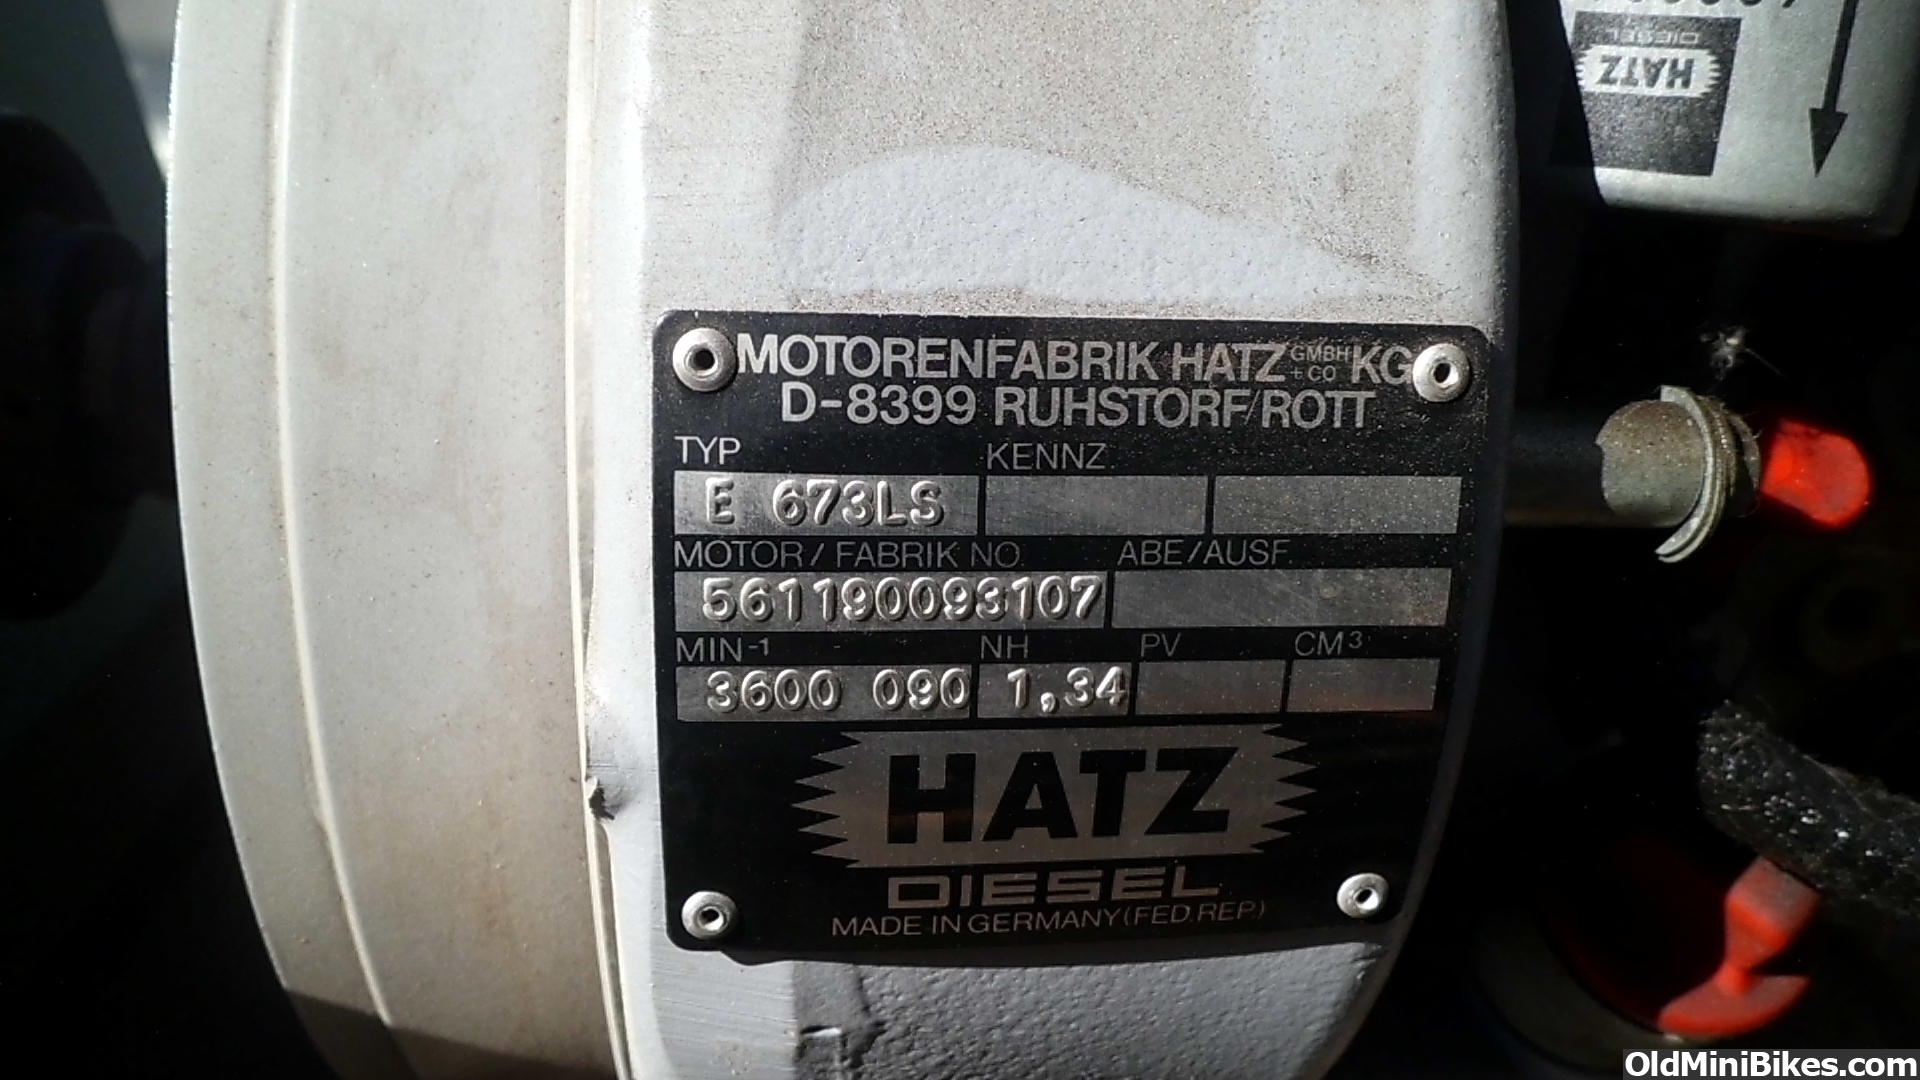 HATZ
DIESEL
MOTORENFABRIK HATZ GMBH + CO KG
D-8399 RUHSTORF/ROTT
TYP KENNZ.
E 673LS
MOTOR/FABRIK NO. ABE/AUSF.
561190093107
MIN-1 NH PV CM3
3600 090 1,34
HATZ
DIESEL
MADE IN GERMANY (FED. REP.)
OldMiniBikes.com